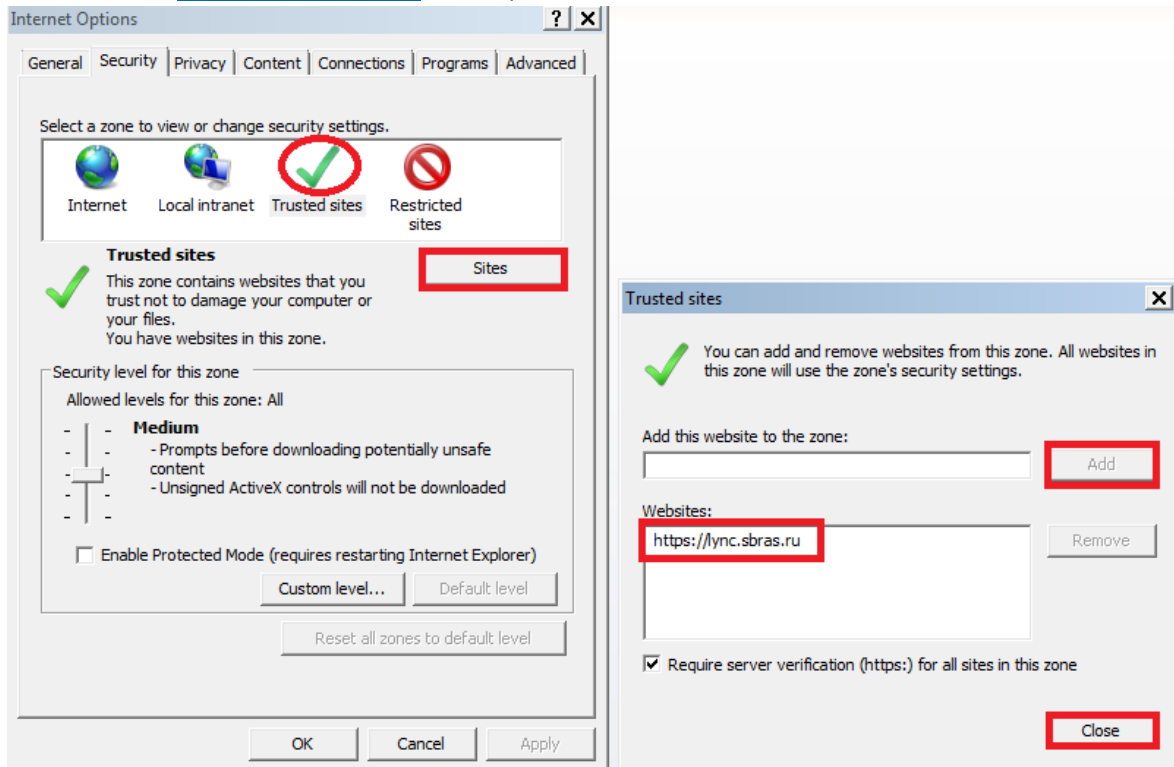 Internet Options
General Security Privacy Content Connections Programs Advanced
Select a zone to view or change security settings.
Internet Local intranet Trusted sites Restricted
sites
Trusted sites
Sites
This zone contains websites that you
trust not to damage your computer or
your files.
You have websites in this zone.
Security level for this zone
Allowed levels for this zone: All
Medium
- Prompts before downloading potentially unsafe
content
- Unsigned ActiveX controls will not be downloaded
Enable Protected Mode (requires restarting Internet Explorer)
Custom level... Default level
Reset all zones to default level
OK Cancel Apply
Trusted sites
You can add and remove websites from this zone. All websites in
this zone will use the zone's security settings.
Add this website to the zone:
Add
Websites:
https://lync.sbras.ru
Remove
Require server verification (https:) for all sites in this zone
Close